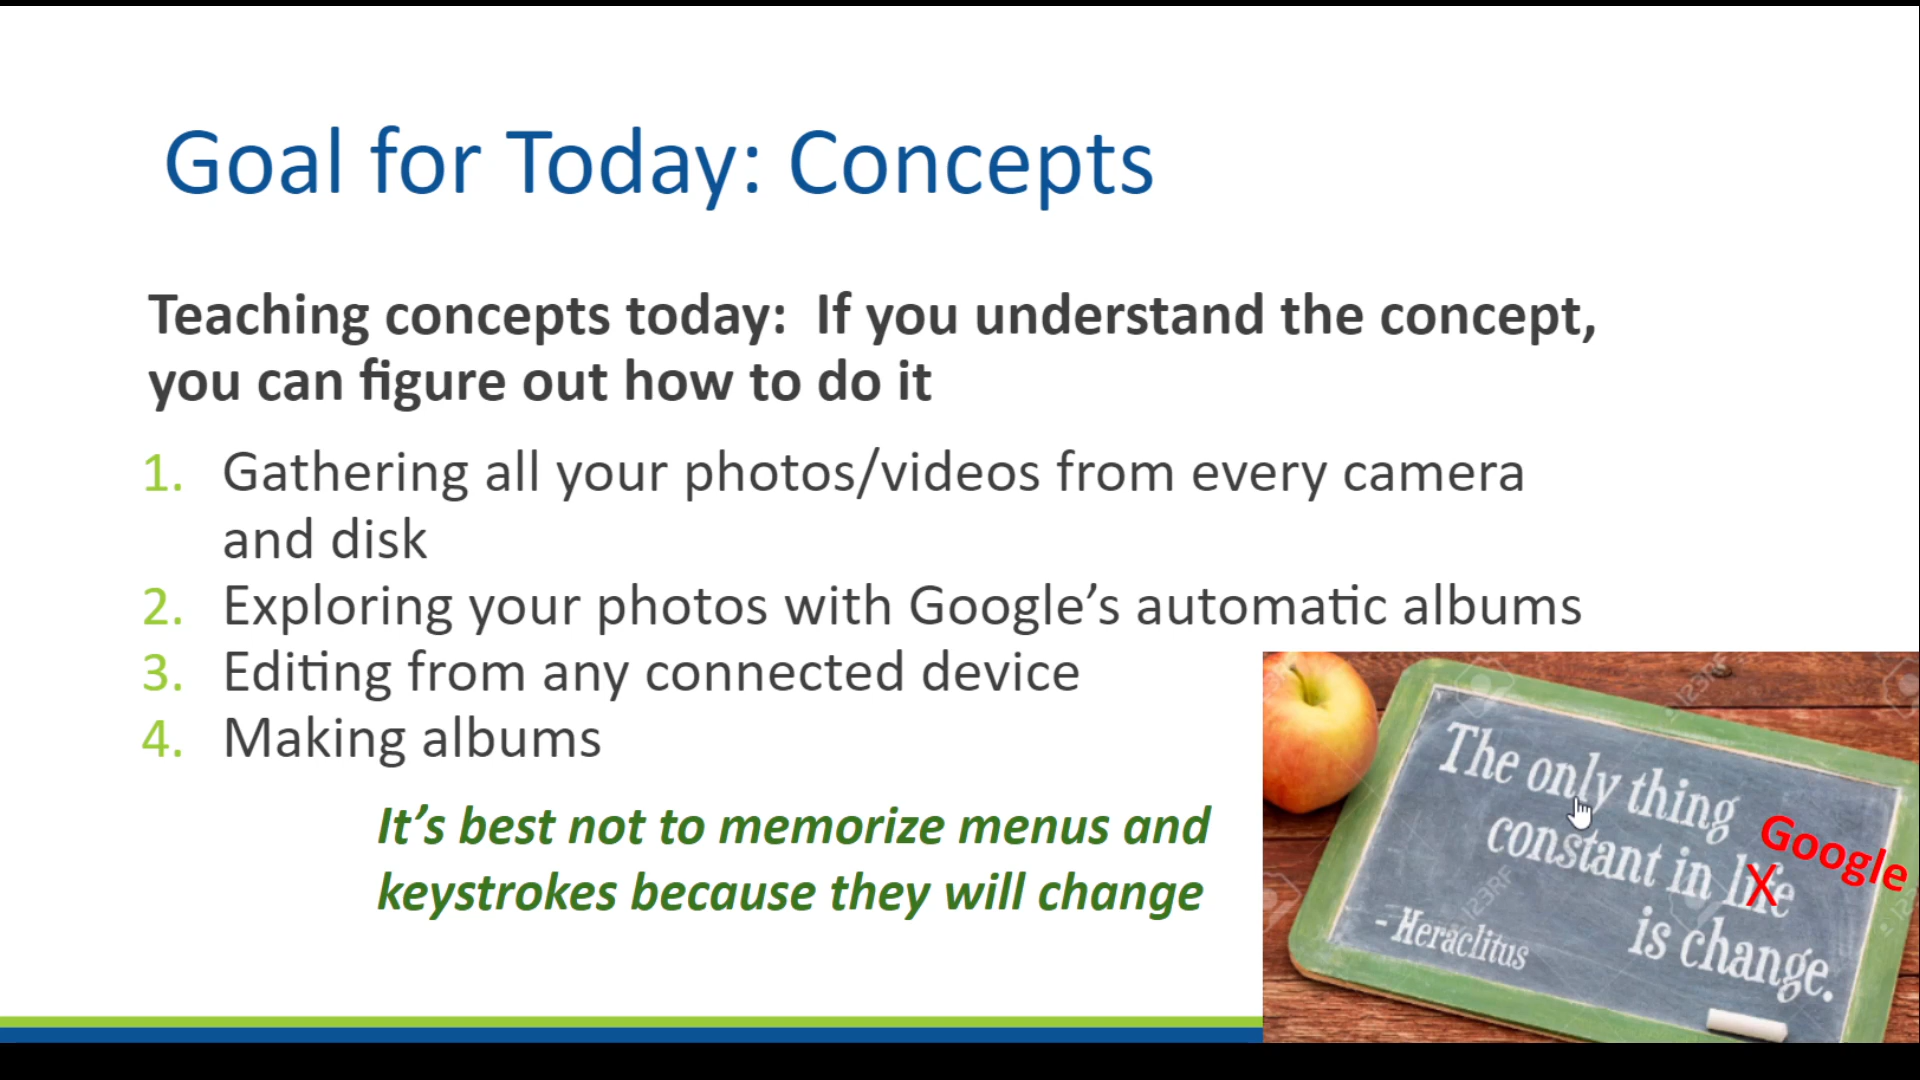 Goal for Today: Concepts
Teaching concepts today:  If you understand the concept,
you can figure out how to do it
1. Gathering all your photos/videos from every camera
and disk
2. Exploring your photos with Google’s automatic albums
3. Editing from any connected device
4. Making albums
It’s best not to memorize menus and
keystrokes because they will change
The only thing
Google
constant in life
X
is change.
- Heraclitus
123RF
123RF